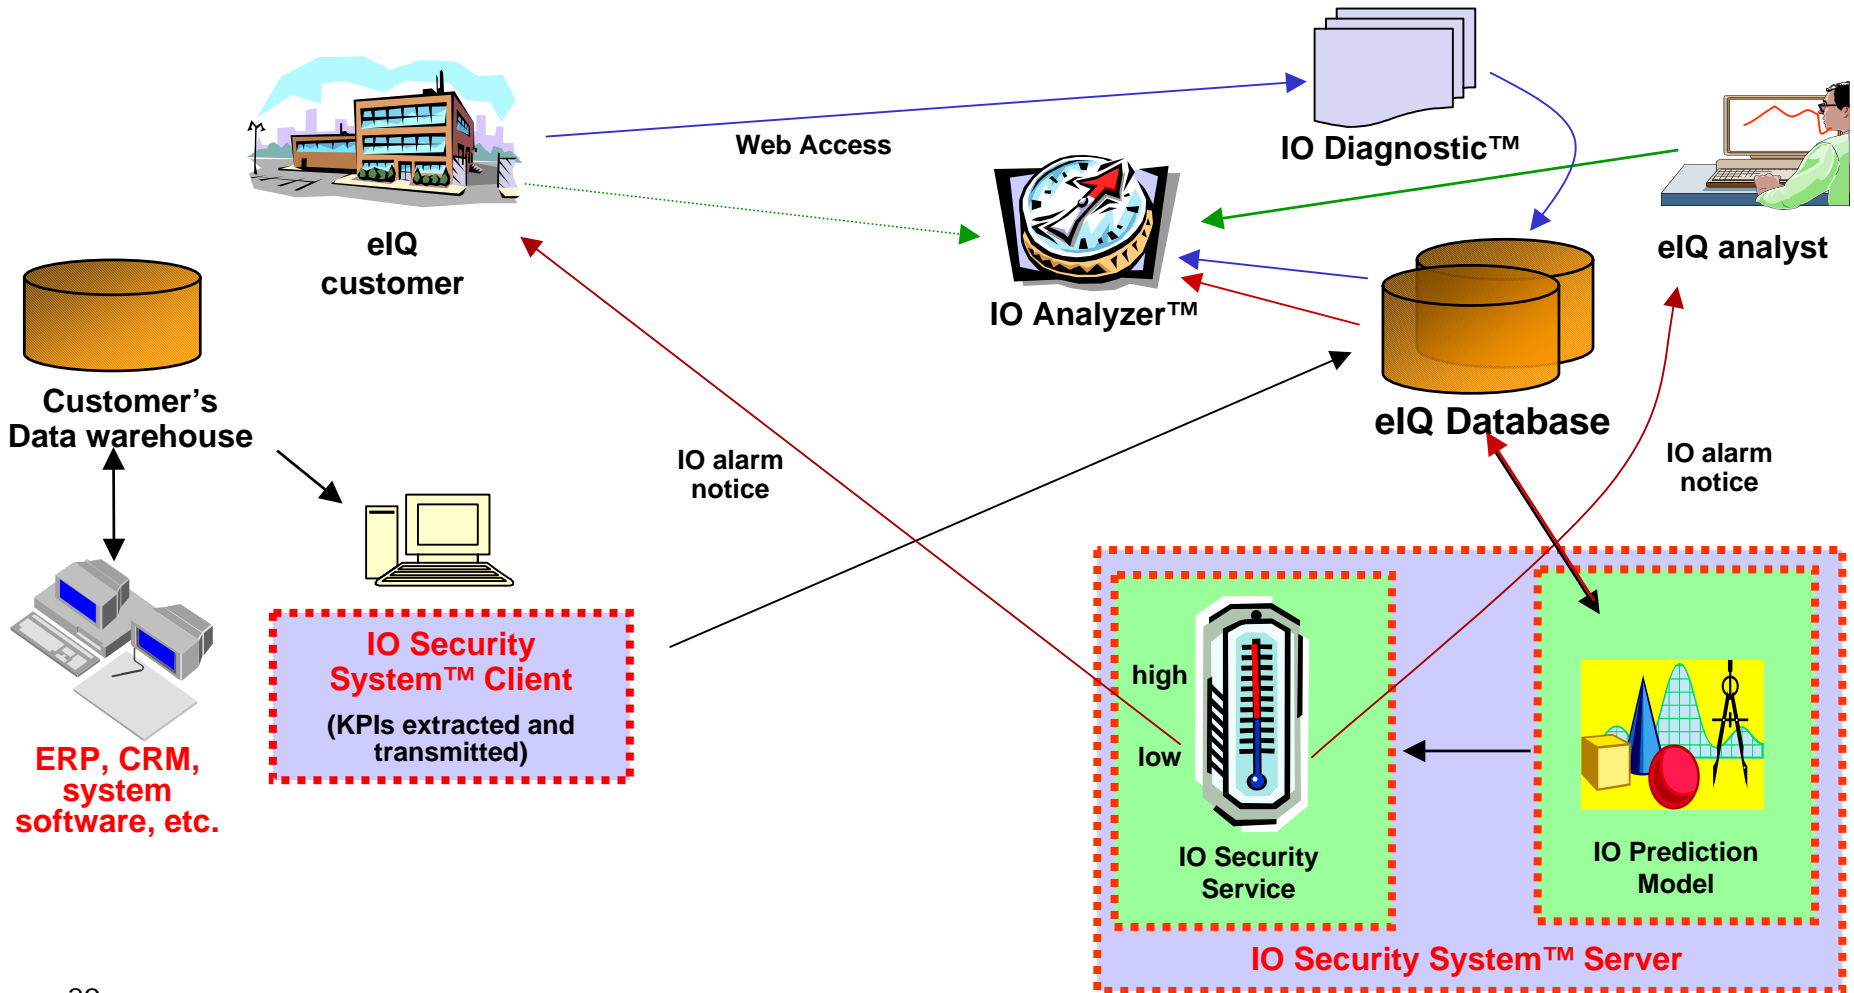 Web Access
IO Diagnostic™
eIQ
customer
eIQ analyst
IO Analyzer™
Customer's
Data warehouse
eIQ Database
IO alarm
notice
IO alarm
notice
IO Security
System™ Client
(KPIs extracted and
transmitted)
high
low
ERP, CRM,
system
software, etc.
IO Security
Service
IO Prediction
Model
IO Security System™ Server